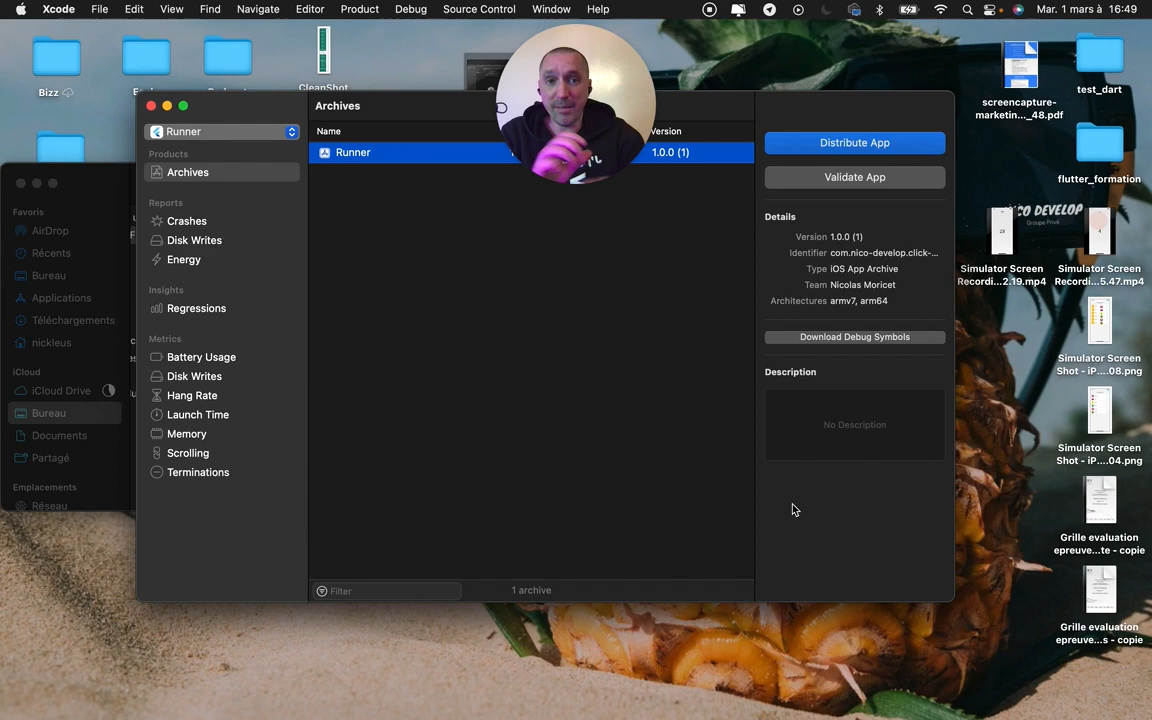 Xcode File Edit View Find Navigate Editor Product Debug Source Control Window Help
Mar. 1 mars à 16:49
Bizz
CleanShot
screencapture-
marketin..._48.pdf
test_dart
flutter_formation
CO DEVELOP
Groupe Privé
Simulator Screen
Recordi...2.19.mp4
Simulator Screen
Recordi...5.47.mp4
Simulator Screen
Shot - iP....08.png
Simulator Screen
Shot - iP....04.png
Grille evaluation
epreuve...te - copie
Grille evaluation
epreuve...s - copie
Favoris
AirDrop
Récents
Bureau
Applications
Téléchargements
nickleus
iCloud
iCloud Drive
Bureau
Documents
Partagé
Emplacements
Réseau
Runner
Products
Archives
Reports
Crashes
Disk Writes
Energy
Insights
Regressions
Metrics
Battery Usage
Disk Writes
Hang Rate
Launch Time
Memory
Scrolling
Terminations
Archives
Name
Version
Runner
1.0.0 (1)
Filter
1 archive
Distribute App
Validate App
Details
Version 1.0.0 (1)
Identifier com.nico-develop.click-...
Type iOS App Archive
Team Nicolas Moricet
Architectures armv7, arm64
Download Debug Symbols
Description
No Description